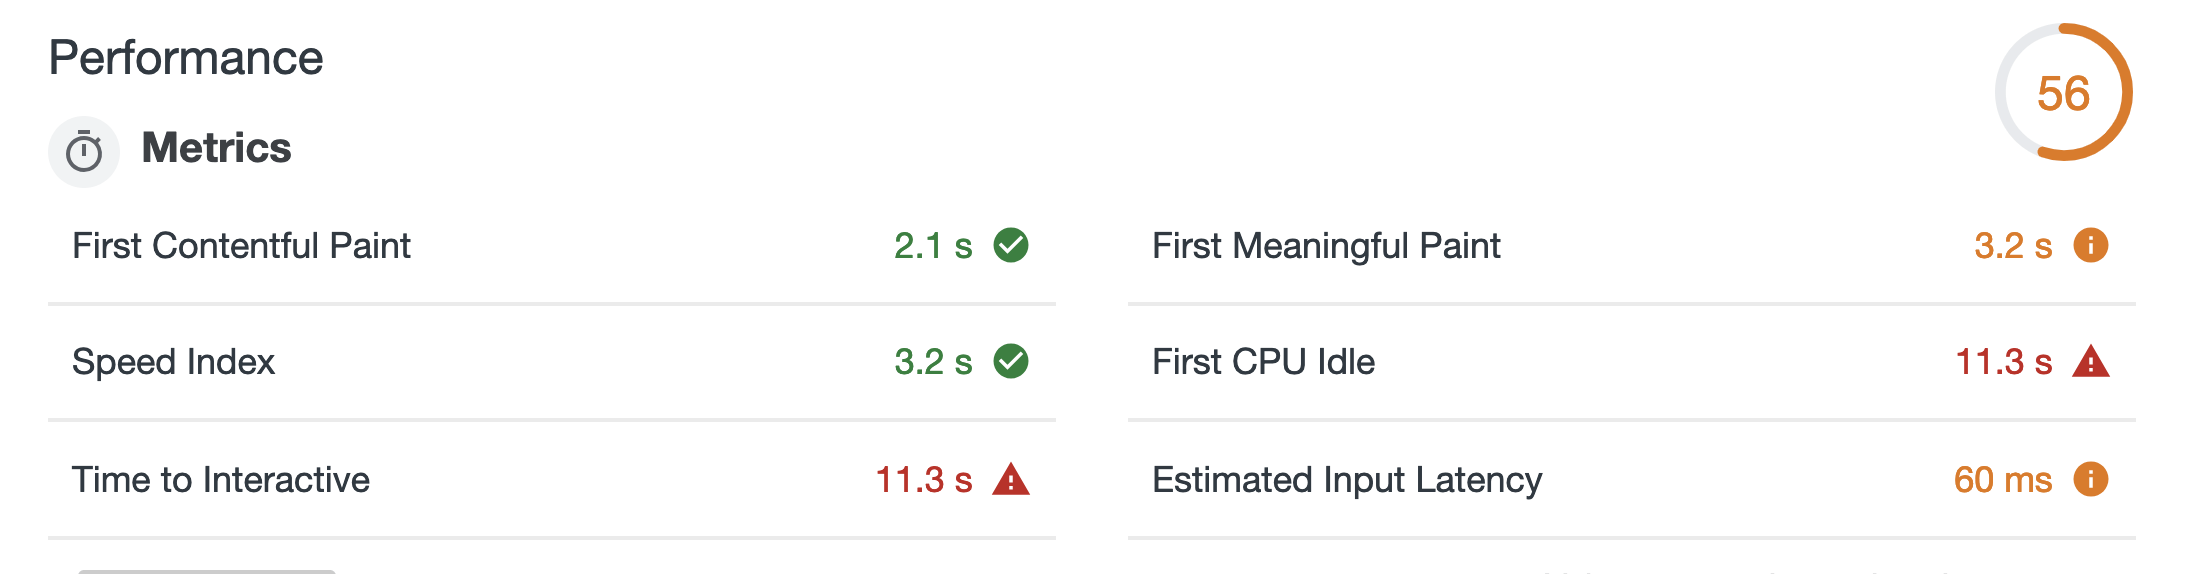 Performance
56
Metrics
First Contentful Paint 2.1 s
First Meaningful Paint 3.2 s
Speed Index 3.2 s
First CPU Idle 11.3 s
Time to Interactive 11.3 s
Estimated Input Latency 60 ms